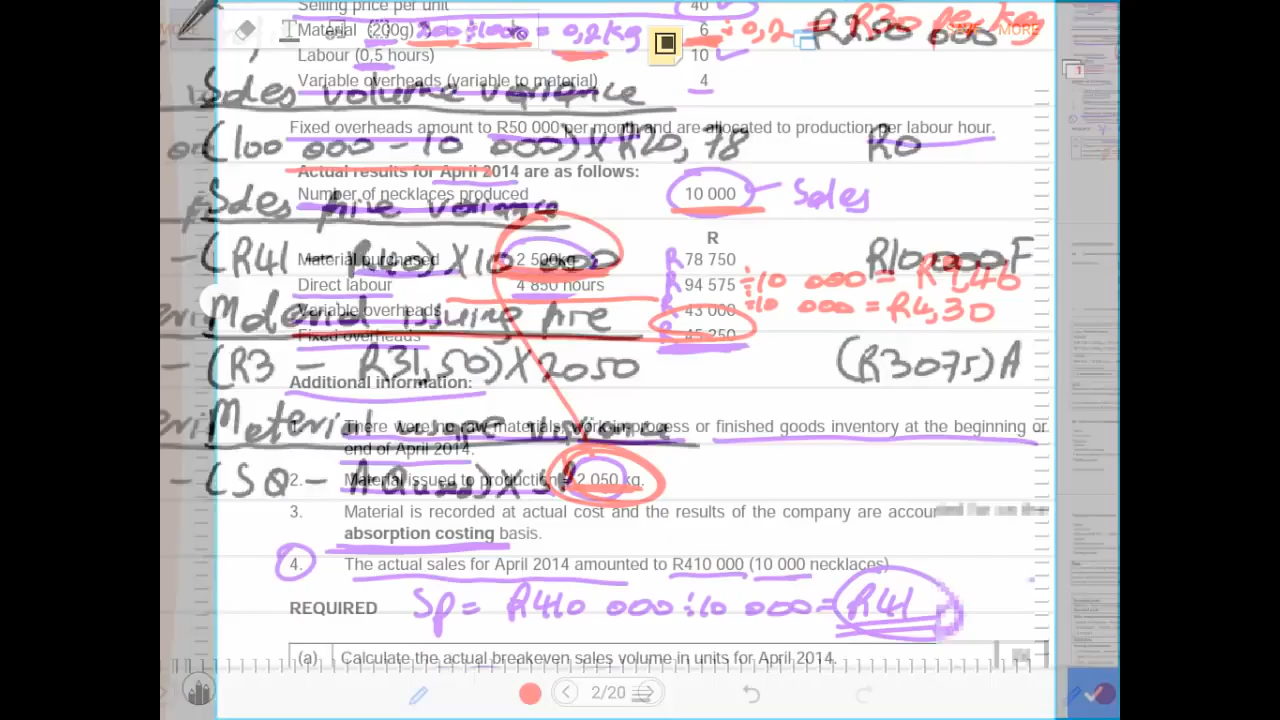 Selling price per unit 40
Material (200g) 200 ÷ 1000 = 0,2kg 6 ÷ 0,2 = R30 per kg
SAVE MORE
Labour (0,5 hours) 10
Variable overheads (variable to material) 4
Sales volume variance
Fixed overheads amount to R50 000 per month and are allocated to production per labour hour.
(100 000 - 10 000) X R20,78 R0
Actual results for April 2014 are as follows:
Number of necklaces produced 10 000 Sales
Sales price variance
R
Material purchased 2 500kg R 78 750
(R41 - R40) X 10 000 R10 000 F
Direct labour 4 850 hours R 94 575 ÷10 000 = R9,46
Variable overheads R 43 000 ÷10 000 = R4,30
Material issuing price
Fixed overheads R 45 250
(R3 - R31,50) X 2050 (R3075) A
Additional information:
Material usage
1. There were no raw materials, work in process or finished goods inventory at the beginning or
end of April 2014.
2. Material issued to production 2 050 kg.
(SQ - AQ
3. Material is recorded at actual cost and the results of the company are accoun
absorption costing basis.
4. The actual sales for April 2014 amounted to R410 000 (10 000 necklaces)
REQUIRED Sp = R410 000 ÷ 10 000 = R41
(a) Calculate the actual breakeven sales volume in units for April 2014.
2/20